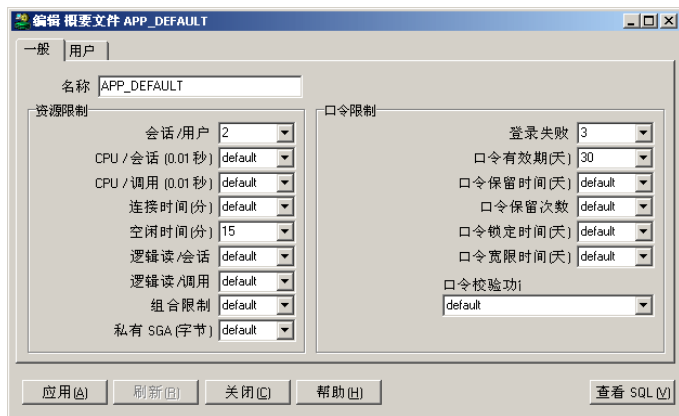 编辑 概要文件 APP_DEFAULT
一般 用户
名称 APP_DEFAULT
资源限制
会话/用户 2
CPU / 会话 (0.01 秒) default
CPU / 调用 (0.01 秒) default
连接时间(分) default
空闲时间(分) 15
逻辑读/会话 default
逻辑读/调用 default
组合限制 default
私有 SGA(字节) default
口令限制
登录失败 3
口令有效期(天) 30
口令保留时间(天) default
口令保留次数 default
口令锁定时间(天) default
口令宽限时间(天) default
口令校验功
default
应用(A) 刷新(R) 关闭(C) 帮助(H) 查看 SQL(V)